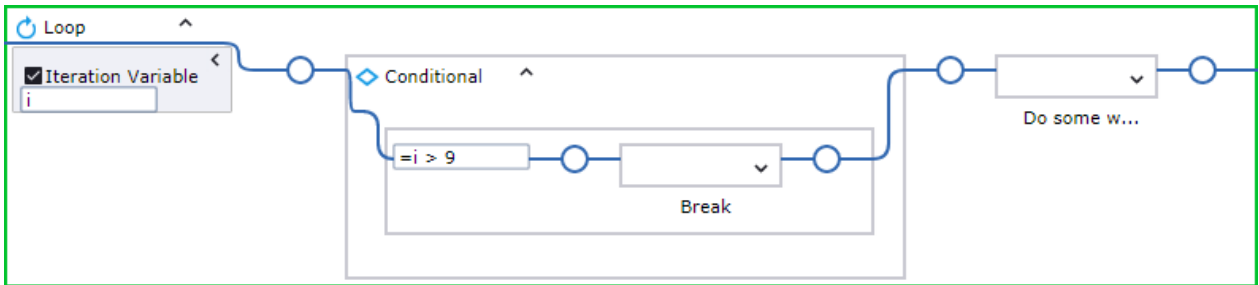 Loop
Iteration Variable
i
Conditional
=i > 9
Break
Do some w...